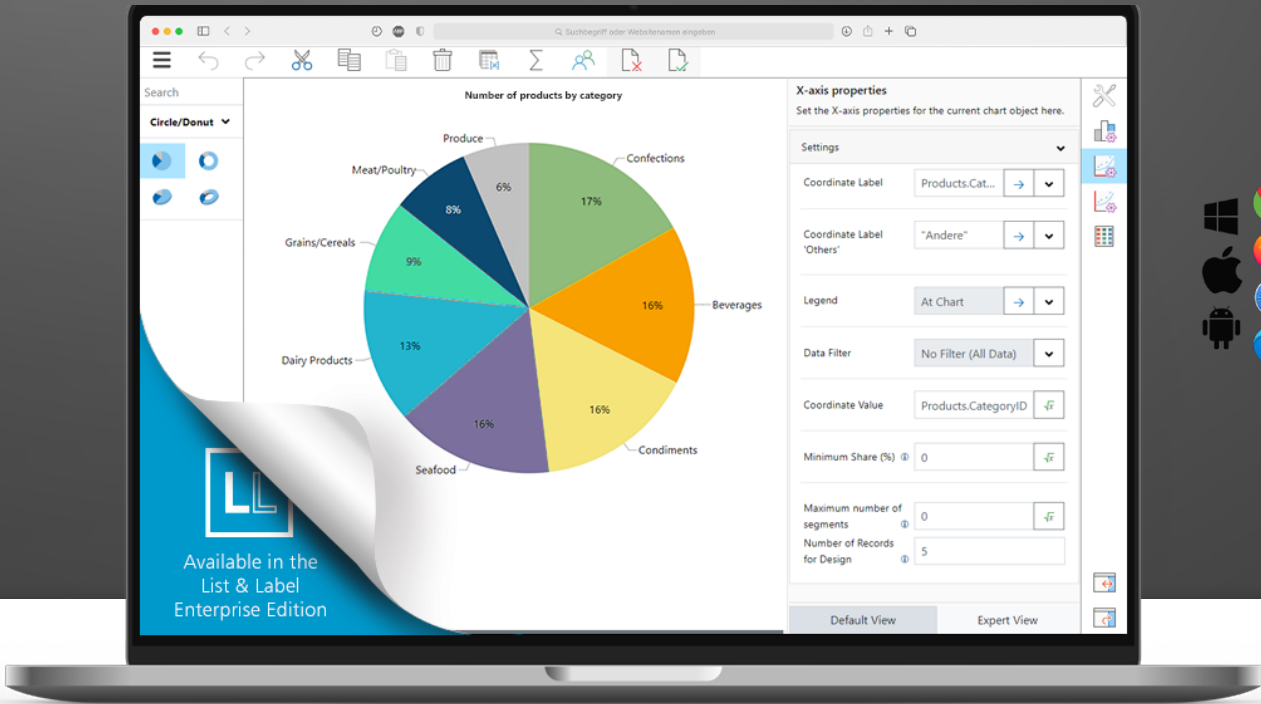 Suchbegriff oder Websitenamen eingeben
Search
Circle/Donut
Number of products by category
Produce
Confections
Meat/Poultry
6%
17%
8%
Grains/Cereals
9%
16%
Beverages
13%
Dairy Products
16%
16%
Condiments
Seafood
X-axis properties
Set the X-axis properties for the current chart object here.
Settings
Coordinate Label
Products.Cat...
Coordinate Label
'Others'
"Andere"
Legend
At Chart
Data Filter
No Filter (All Data)
Coordinate Value
Products.CategoryID
Minimum Share (%)
0
Maximum number of
segments
0
Number of Records
for Design
5
Default View
Expert View
LL
Available in the
List & Label
Enterprise Edition